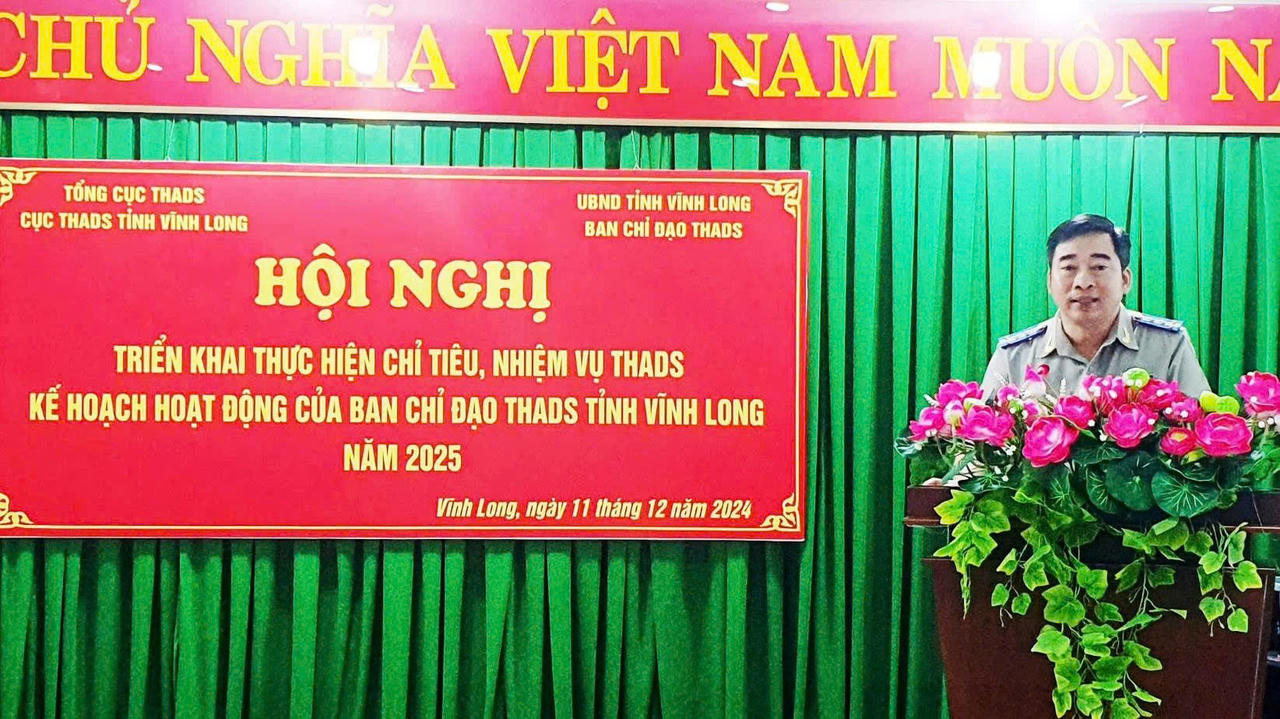 CHỦ NGHĨA VIỆT NAM MUÔN NĂ
TỔNG CỤC THADS
CỤC THADS TỈNH VĨNH LONG
UBND TỈNH VĨNH LONG
BAN CHỈ ĐẠO THADS
HỘI NGHỊ
TRIỂN KHAI THỰC HIỆN CHỈ TIÊU, NHIỆM VỤ THADS
KẾ HOẠCH HOẠT ĐỘNG CỦA BAN CHỈ ĐẠO THADS TỈNH VĨNH LONG
NĂM 2025
Vĩnh Long, ngày 11 tháng 12 năm 2024